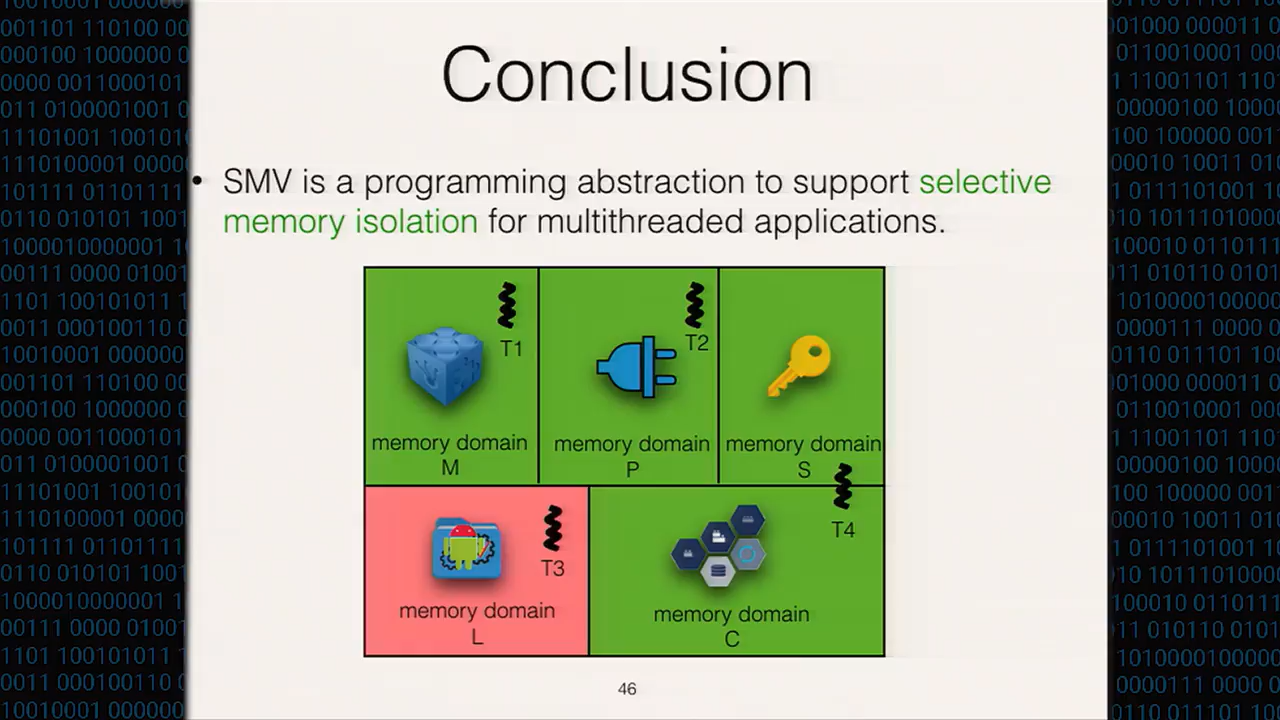 Conclusion
• SMV is a programming abstraction to support selective
memory isolation for multithreaded applications.
T1
T2
memory domain
M
memory domain
P
memory domain
S
T3
T4
memory domain
L
memory domain
C
46